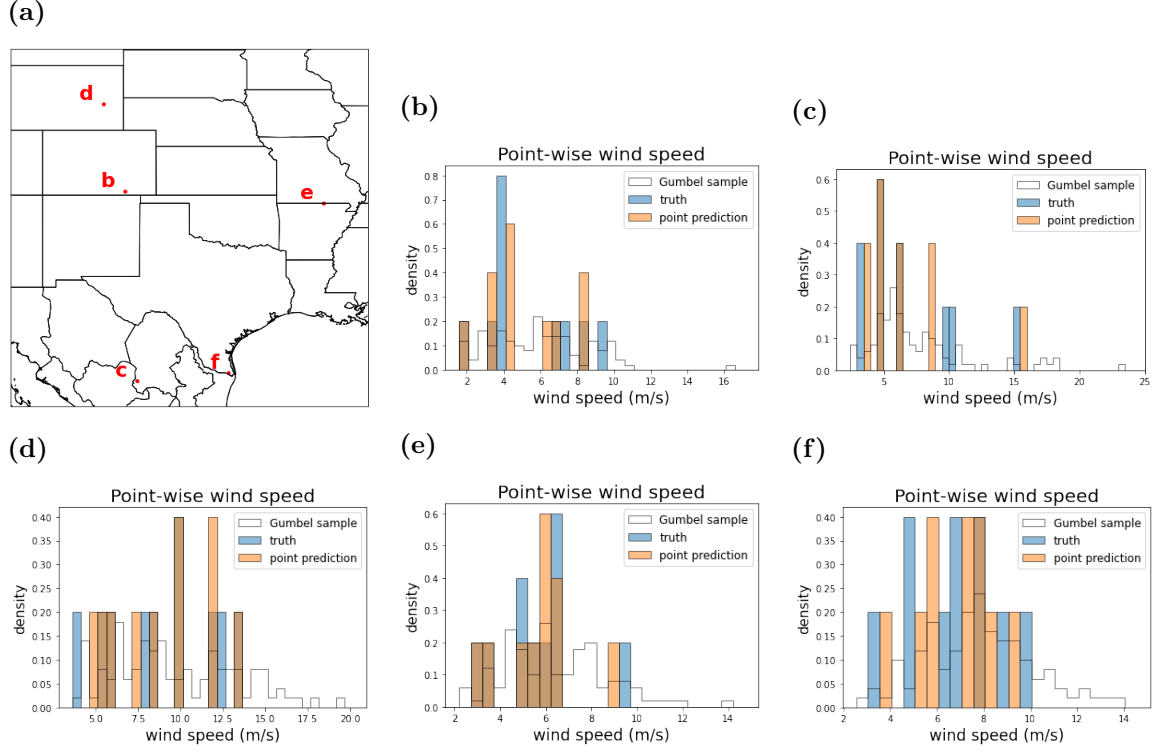 (a)
d
b
e
c
f
(b)
Point-wise wind speed
Gumbel sample
truth
point prediction
density
0.8
0.7
0.6
0.5
0.4
0.3
0.2
0.1
0.0
2 4 6 8 10 12 14 16
wind speed (m/s)
(c)
Point-wise wind speed
Gumbel sample
truth
point prediction
density
0.6
0.5
0.4
0.3
0.2
0.1
0.0
5 10 15 20 25
wind speed (m/s)
(d)
Point-wise wind speed
Gumbel sample
truth
point prediction
density
0.40
0.35
0.30
0.25
0.20
0.15
0.10
0.05
0.00
5.0 7.5 10.0 12.5 15.0 17.5 20.0
wind speed (m/s)
(e)
Point-wise wind speed
Gumbel sample
truth
point prediction
density
0.6
0.5
0.4
0.3
0.2
0.1
0.0
2 4 6 8 10 12 14
wind speed (m/s)
(f)
Point-wise wind speed
Gumbel sample
truth
point prediction
density
0.40
0.35
0.30
0.25
0.20
0.15
0.10
0.05
0.00
2 4 6 8 10 12 14
wind speed (m/s)